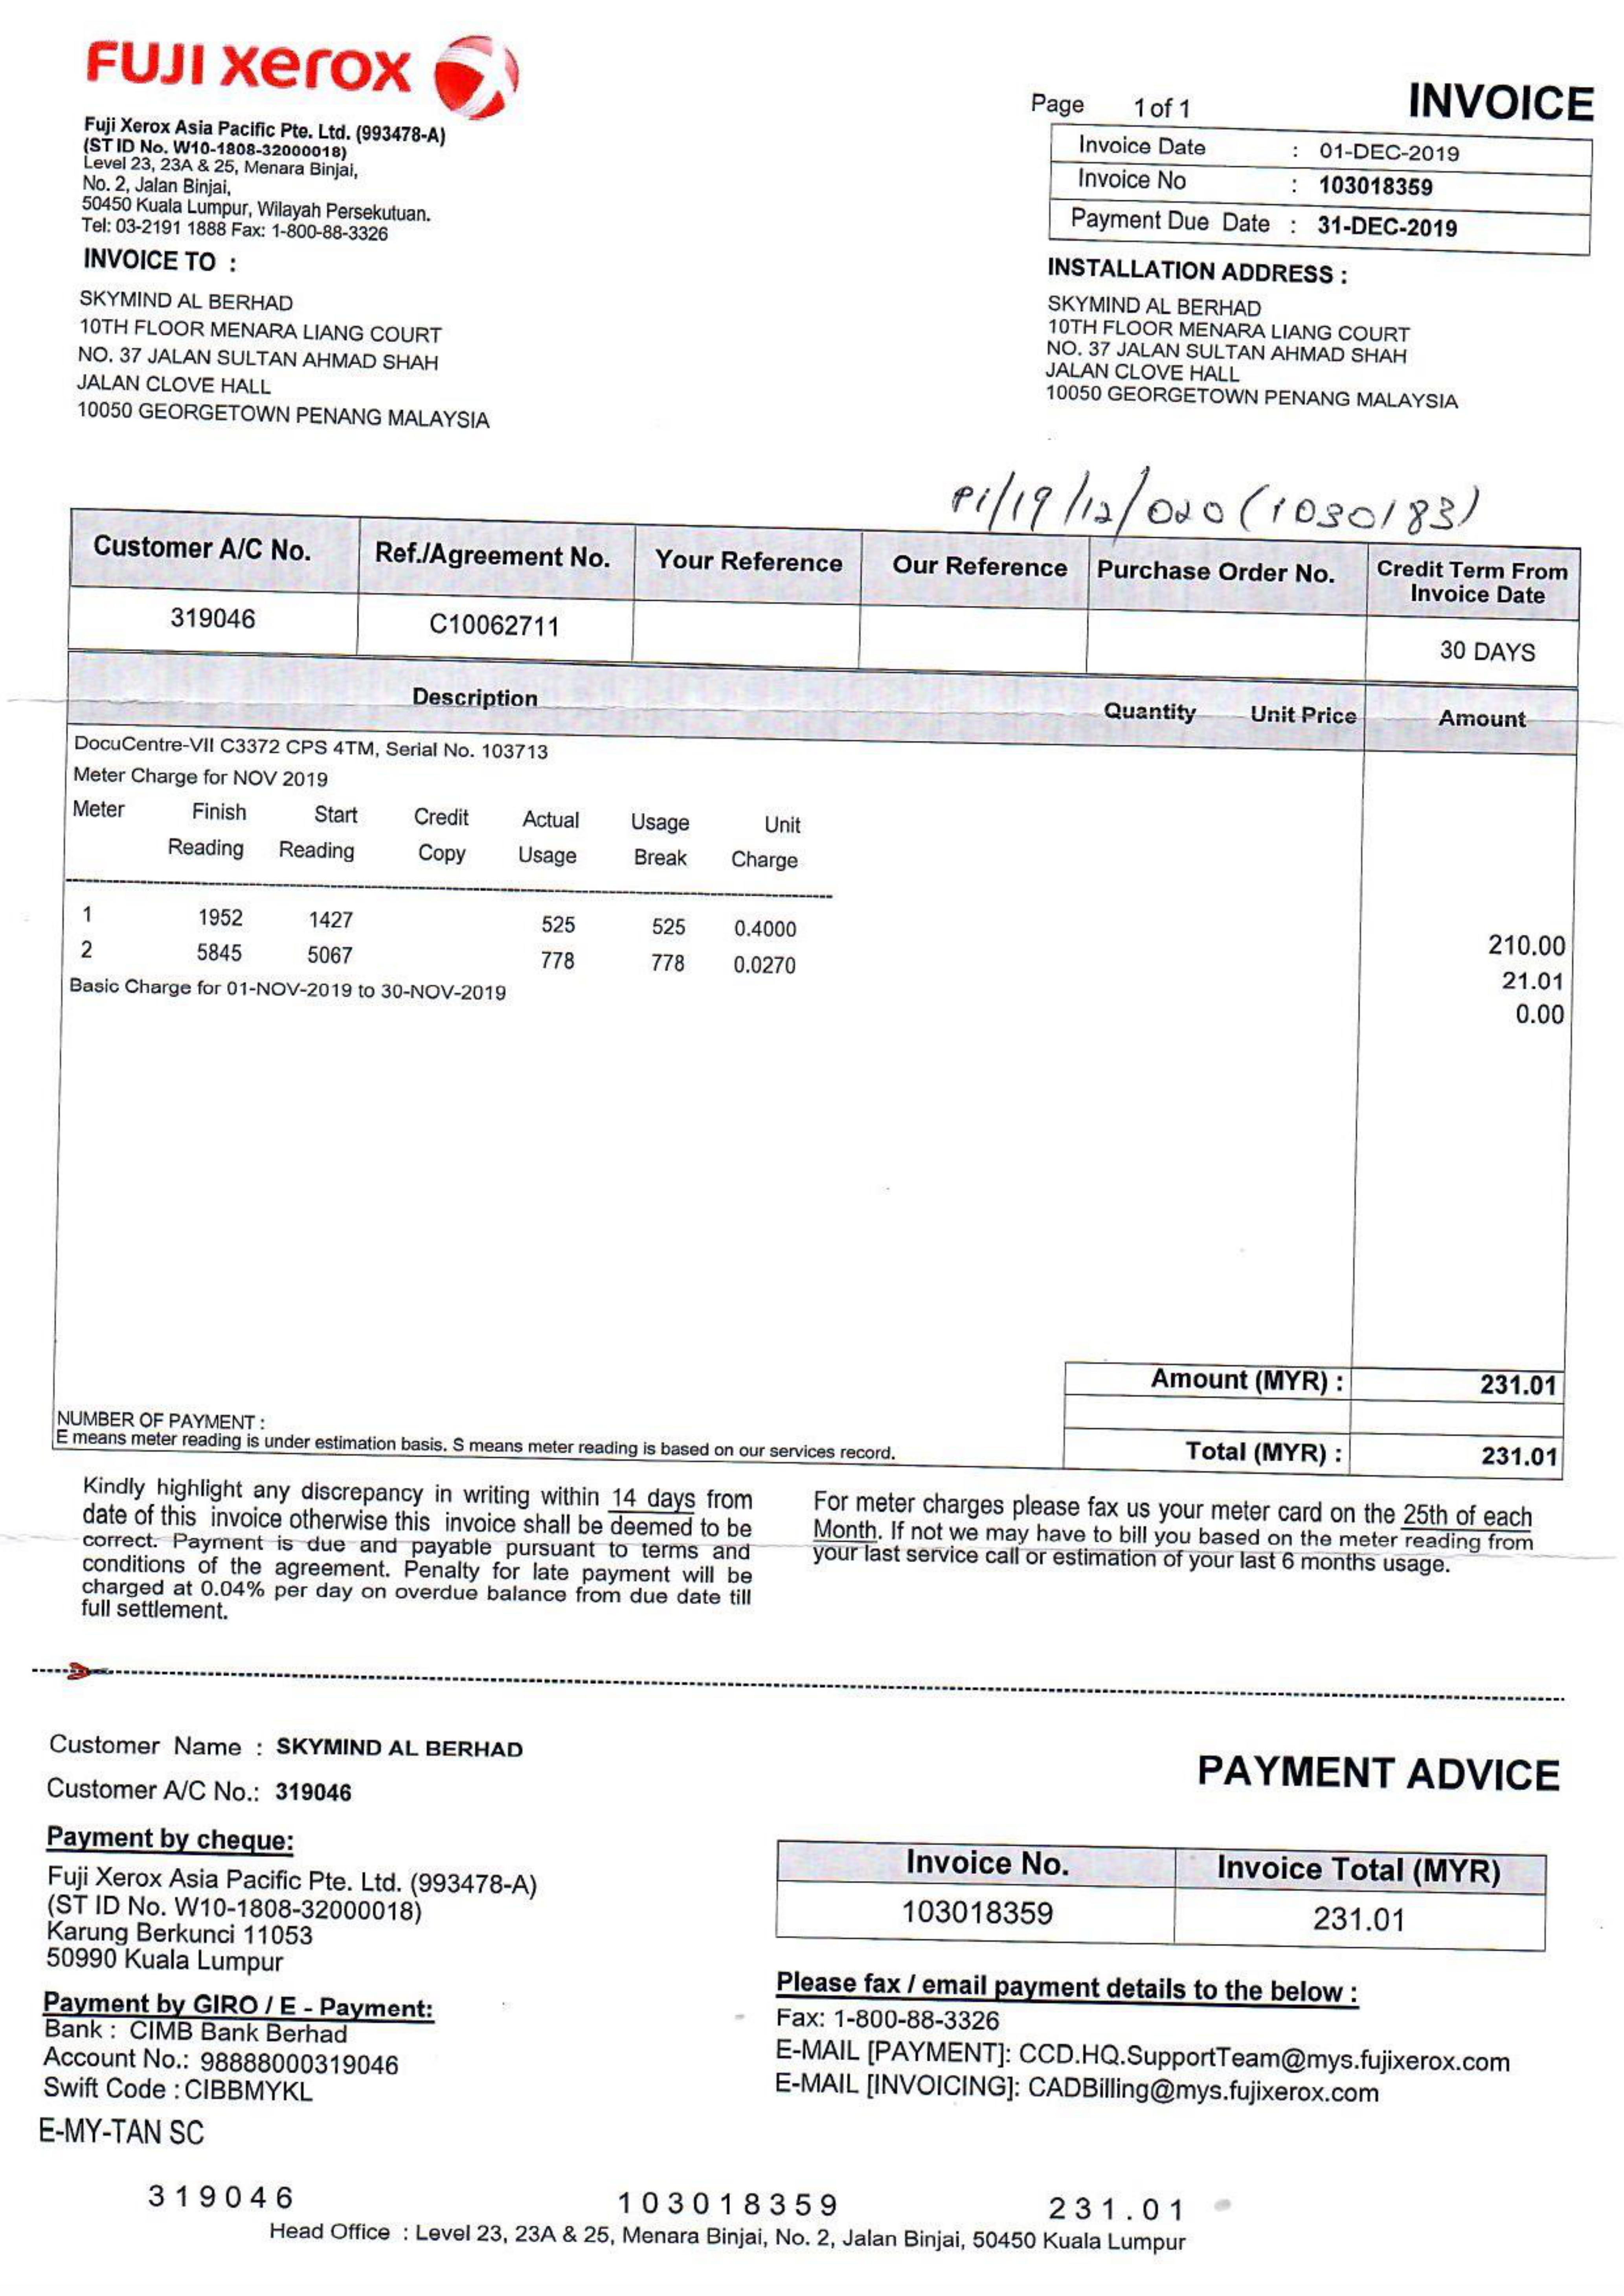 FUJI xerox
Fuji Xerox Asia Pacific Pte. Ltd. (993478-A)
(ST ID No. W10-1808-32000018)
Level 23, 23A & 25, Menara Binjai,
No. 2, Jalan Binjai,
50450 Kuala Lumpur, Wilayah Persekutuan.
Tel: 03-2191 1888 Fax: 1-800-88-3326
Page 1 of 1
INVOICE
Invoice Date : 01-DEC-2019
Invoice No : 103018359
Payment Due Date : 31-DEC-2019
INVOICE TO :
SKYMIND AL BERHAD
10TH FLOOR MENARA LIANG COURT
NO. 37 JALAN SULTAN AHMAD SHAH
JALAN CLOVE HALL
10050 GEORGETOWN PENANG MALAYSIA
INSTALLATION ADDRESS :
SKYMIND AL BERHAD
10TH FLOOR MENARA LIANG COURT
NO. 37 JALAN SULTAN AHMAD SHAH
JALAN CLOVE HALL
10050 GEORGETOWN PENANG MALAYSIA
Pi/19/12/020 (1030183)
Customer A/C No. Ref./Agreement No. Your Reference Our Reference Purchase Order No. Credit Term From
Invoice Date
319046 C10062711 30 DAYS
Description Quantity Unit Price Amount
DocuCentre-VII C3372 CPS 4TM, Serial No. 103713
Meter Charge for NOV 2019
Meter Finish Start Credit Actual Usage Unit
Reading Reading Copy Usage Break Charge
1 1952 1427 525 525 0.4000 210.00
2 5845 5067 778 778 0.0270 21.01
Basic Charge for 01-NOV-2019 to 30-NOV-2019 0.00
Amount (MYR) : 231.01
NUMBER OF PAYMENT :
E means meter reading is under estimation basis. S means meter reading is based on our services record.
Total (MYR) : 231.01
Kindly highlight any discrepancy in writing within 14 days from
date of this invoice otherwise this invoice shall be deemed to be
correct. Payment is due and payable pursuant to terms and
conditions of the agreement. Penalty for late payment will be
charged at 0.04% per day on overdue balance from due date till
full settlement.
For meter charges please fax us your meter card on the 25th of each
Month. If not we may have to bill you based on the meter reading from
your last service call or estimation of your last 6 months usage.
Customer Name : SKYMIND AL BERHAD
Customer A/C No.: 319046
PAYMENT ADVICE
Payment by cheque:
Fuji Xerox Asia Pacific Pte. Ltd. (993478-A)
(ST ID No. W10-1808-32000018)
Karung Berkunci 11053
50990 Kuala Lumpur
Invoice No. Invoice Total (MYR)
103018359 231.01
Payment by GIRO / E - Payment:
Bank : CIMB Bank Berhad
Account No.: 98888000319046
Swift Code : CIBBMYKL
Please fax / email payment details to the below :
Fax: 1-800-88-3326
E-MAIL [PAYMENT]: CCD.HQ.SupportTeam@mys.fujixerox.com
E-MAIL [INVOICING]: CADBilling@mys.fujixerox.com
E-MY-TAN SC
319046 103018359 231.01
Head Office : Level 23, 23A & 25, Menara Binjai, No. 2, Jalan Binjai, 50450 Kuala Lumpur